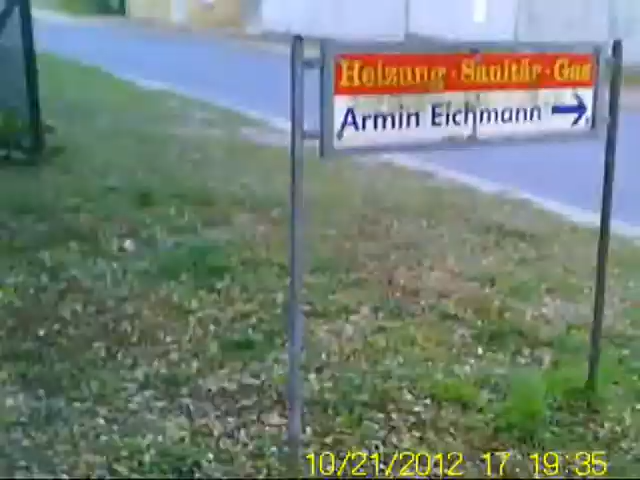 Heizung · Sanitär · Gas
Armin Eichmann →
10/21/2012 17:19:35